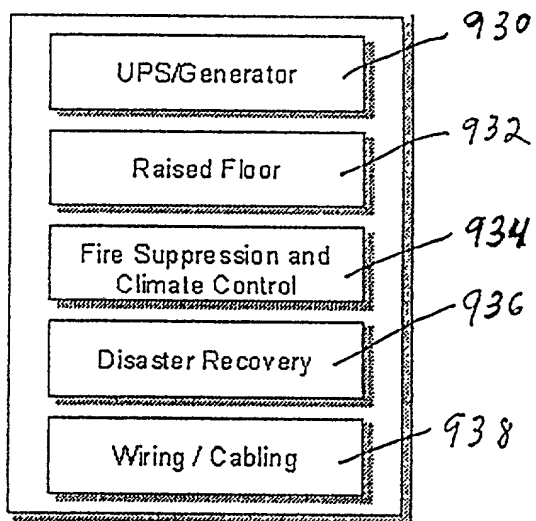 930
UPS/Generator
932
Raised Floor
934
Fire Suppression and
Climate Control
936
Disaster Recovery
938
Wiring / Cabling